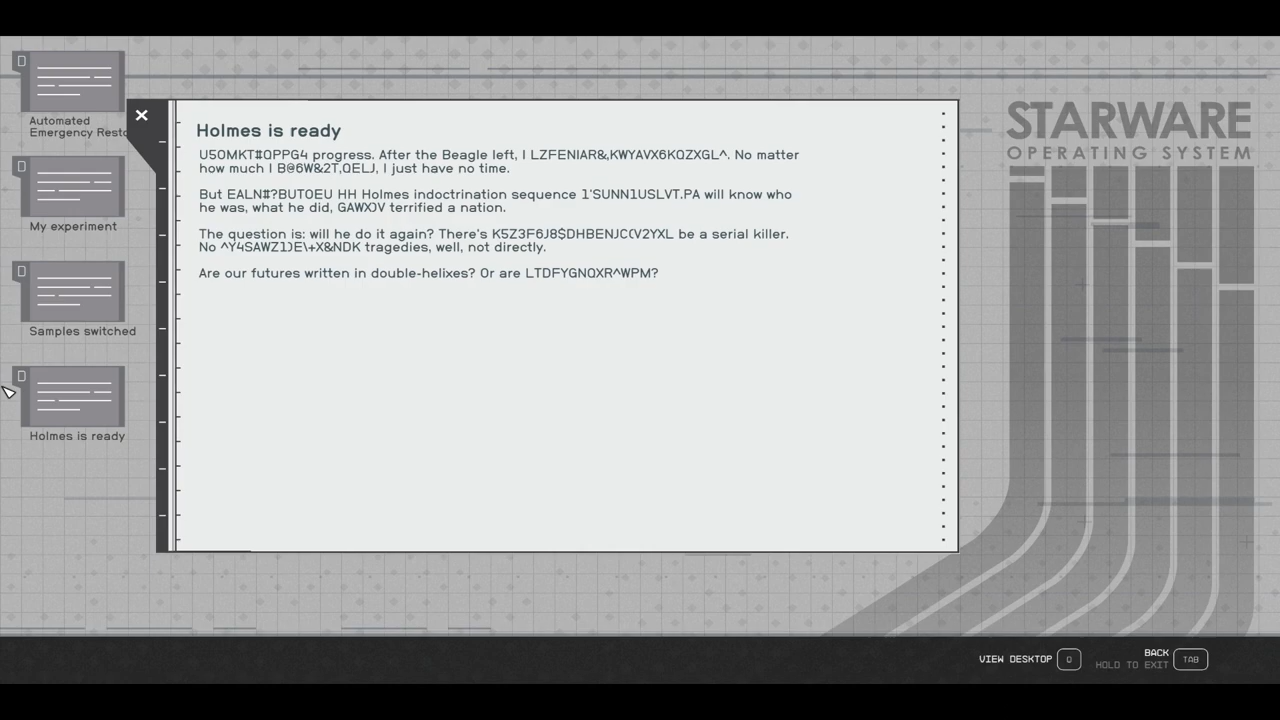 Automated
Emergency Resto
My experiment
Samples switched
Holmes is ready
Holmes is ready
U5OMKT‡QPPG4 progress. After the Beagle left, I LZFENIAR&,KWYAVX6KQZXGL^. No matter
how much I B@6W&2T,QELJ, I just have no time.
But EALN‡?BUTOEU HH Holmes indoctrination sequence 1'SUNN1USLVT.PA will know who
he was, what he did, GAWX)V terrified a nation.
The question is: will he do it again? There's K5Z3F6J8$DHBENJC(V2YXL be a serial killer.
No ^Y4SAWZ1)E\+X&NDK tragedies, well, not directly.
Are our futures written in double-helixes? Or are LTDFYGNQXR^WPM?
STARWARE
OPERATING SYSTEM
VIEW DESKTOP Q
BACK
HOLD TO EXIT TAB